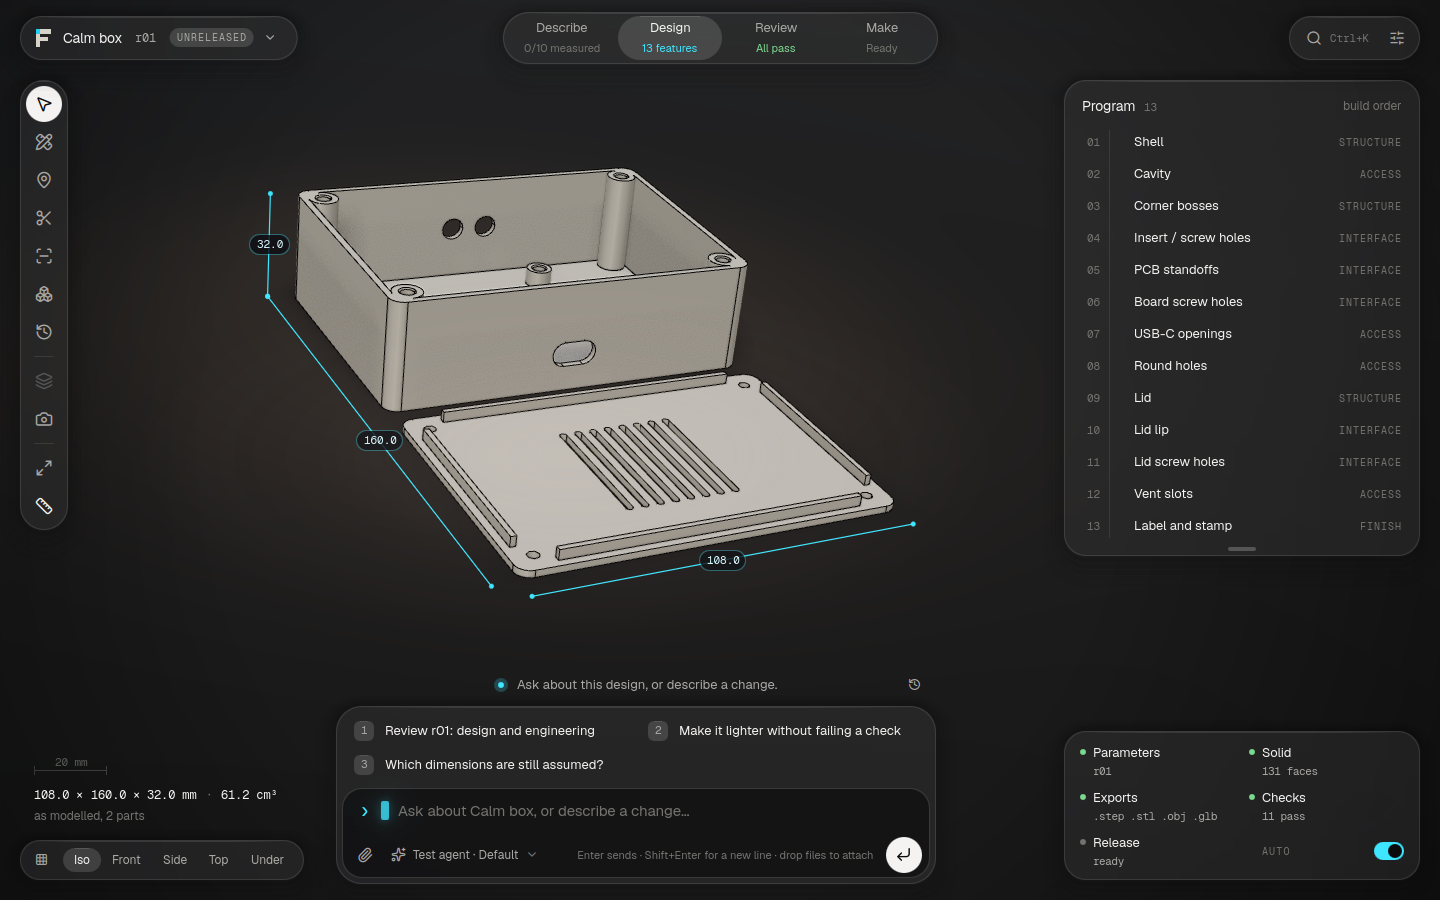 Calm box r01 UNRELEASED
Describe
0/10 measured
Design
13 features
Review
All pass
Make
Ready
Ctrl+K
Program 13 build order
01 Shell STRUCTURE
02 Cavity ACCESS
03 Corner bosses STRUCTURE
04 Insert / screw holes INTERFACE
05 PCB standoffs INTERFACE
06 Board screw holes INTERFACE
07 USB-C openings ACCESS
08 Round holes ACCESS
09 Lid STRUCTURE
10 Lid lip INTERFACE
11 Lid screw holes INTERFACE
12 Vent slots ACCESS
13 Label and stamp FINISH
32.0
160.0
108.0
Ask about this design, or describe a change.
1 Review r01: design and engineering
2 Make it lighter without failing a check
3 Which dimensions are still assumed?
Ask about Calm box, or describe a change…
Test agent · Default
Enter sends · Shift+Enter for a new line · drop files to attach
20 mm
108.0 × 160.0 × 32.0 mm · 61.2 cm³
as modelled, 2 parts
Iso Front Side Top Under
Parameters
r01
Solid
131 faces
Exports
.step .stl .obj .glb
Checks
11 pass
Release
ready
AUTO